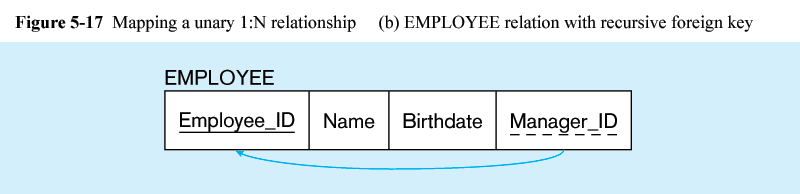 Figure 5-17 Mapping a unary 1:N relationship (b) EMPLOYEE relation with recursive foreign key
EMPLOYEE
Employee_ID Name Birthdate Manager_ID